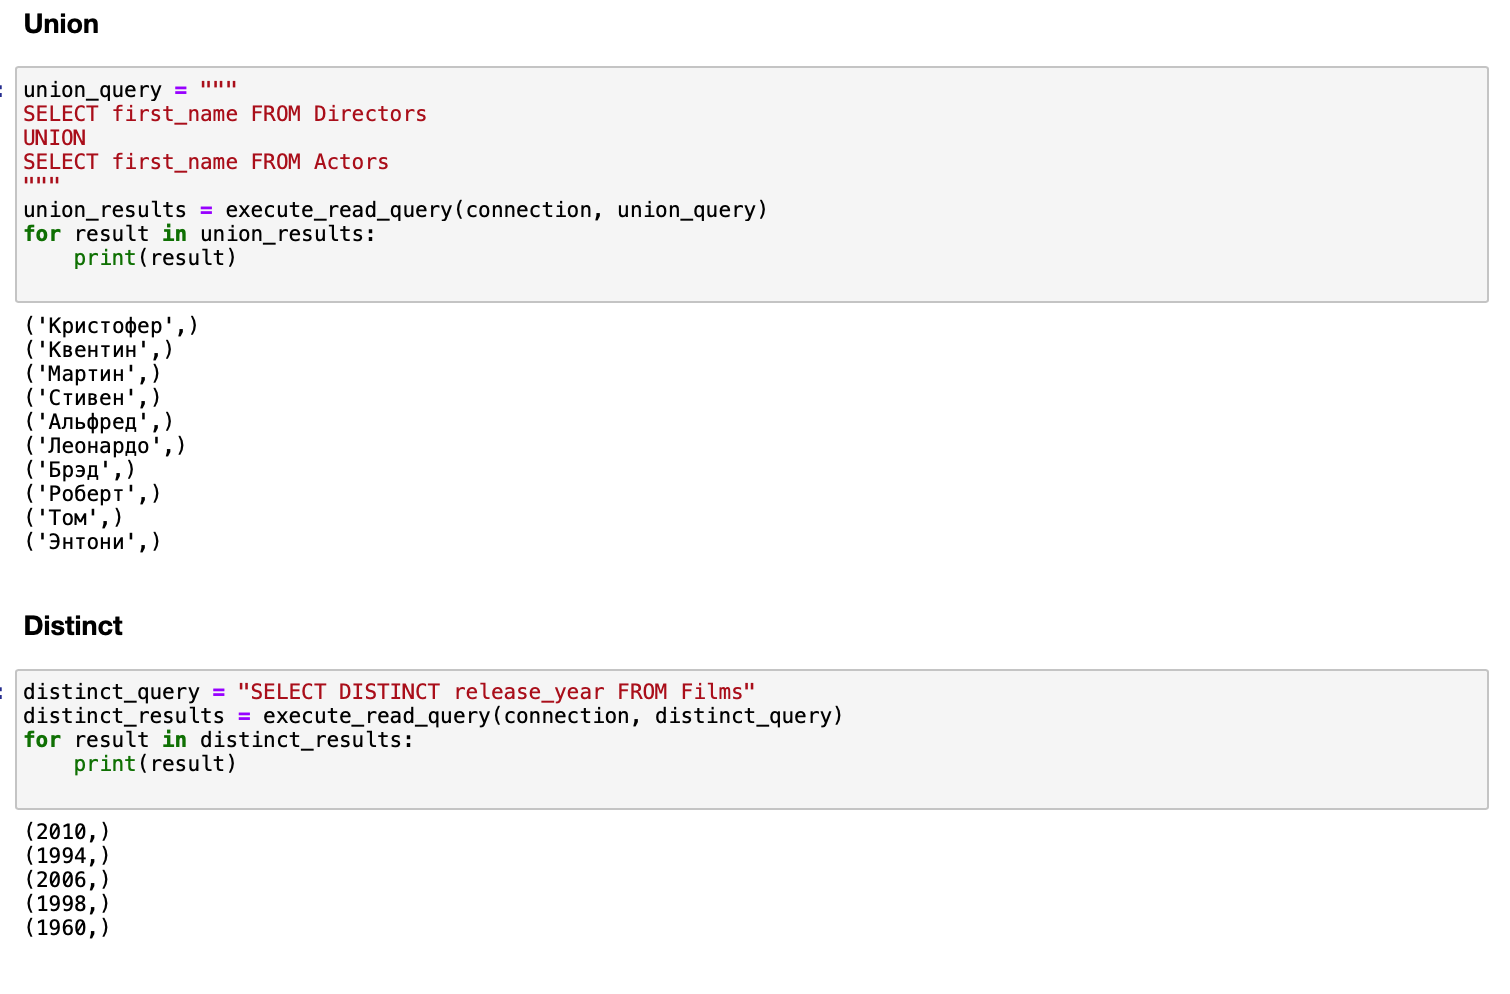 Union
union_query = """
SELECT first_name FROM Directors
UNION
SELECT first_name FROM Actors
"""
union_results = execute_read_query(connection, union_query)
for result in union_results:
    print(result)
('Кристофер',)
('Квентин',)
('Мартин',)
('Стивен',)
('Альфред',)
('Леонардо',)
('Брэд',)
('Роберт',)
('Том',)
('Энтони',)
Distinct
distinct_query = "SELECT DISTINCT release_year FROM Films"
distinct_results = execute_read_query(connection, distinct_query)
for result in distinct_results:
    print(result)
(2010,)
(1994,)
(2006,)
(1998,)
(1960,)